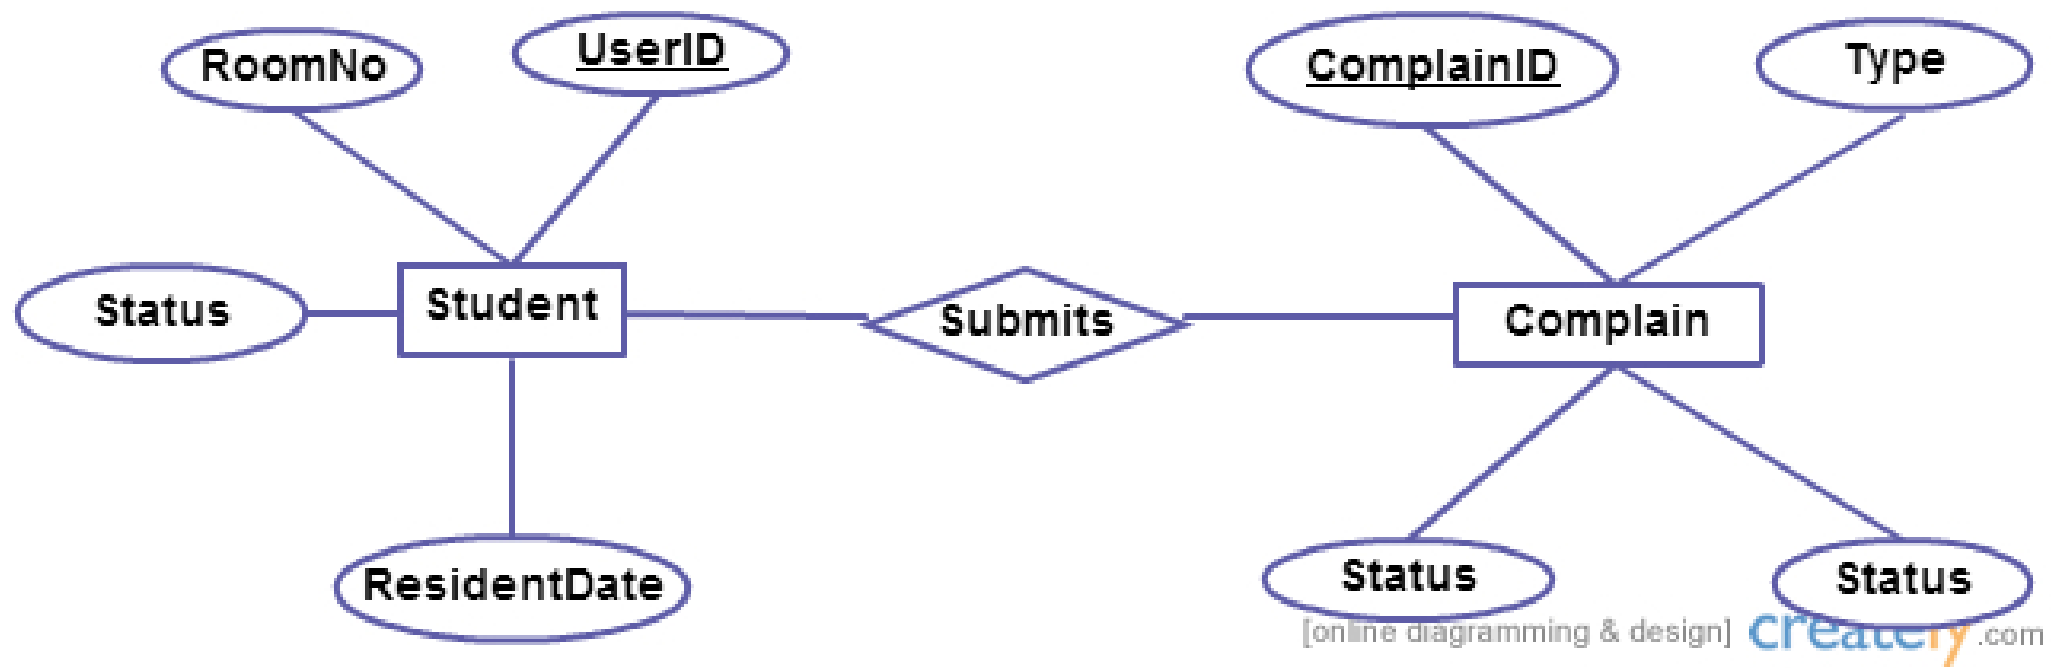 RoomNo
UserID
ComplainID
Type
Status
Student
Submits
Complain
ResidentDate
Status
Status
[online diagramming & design] creately.com